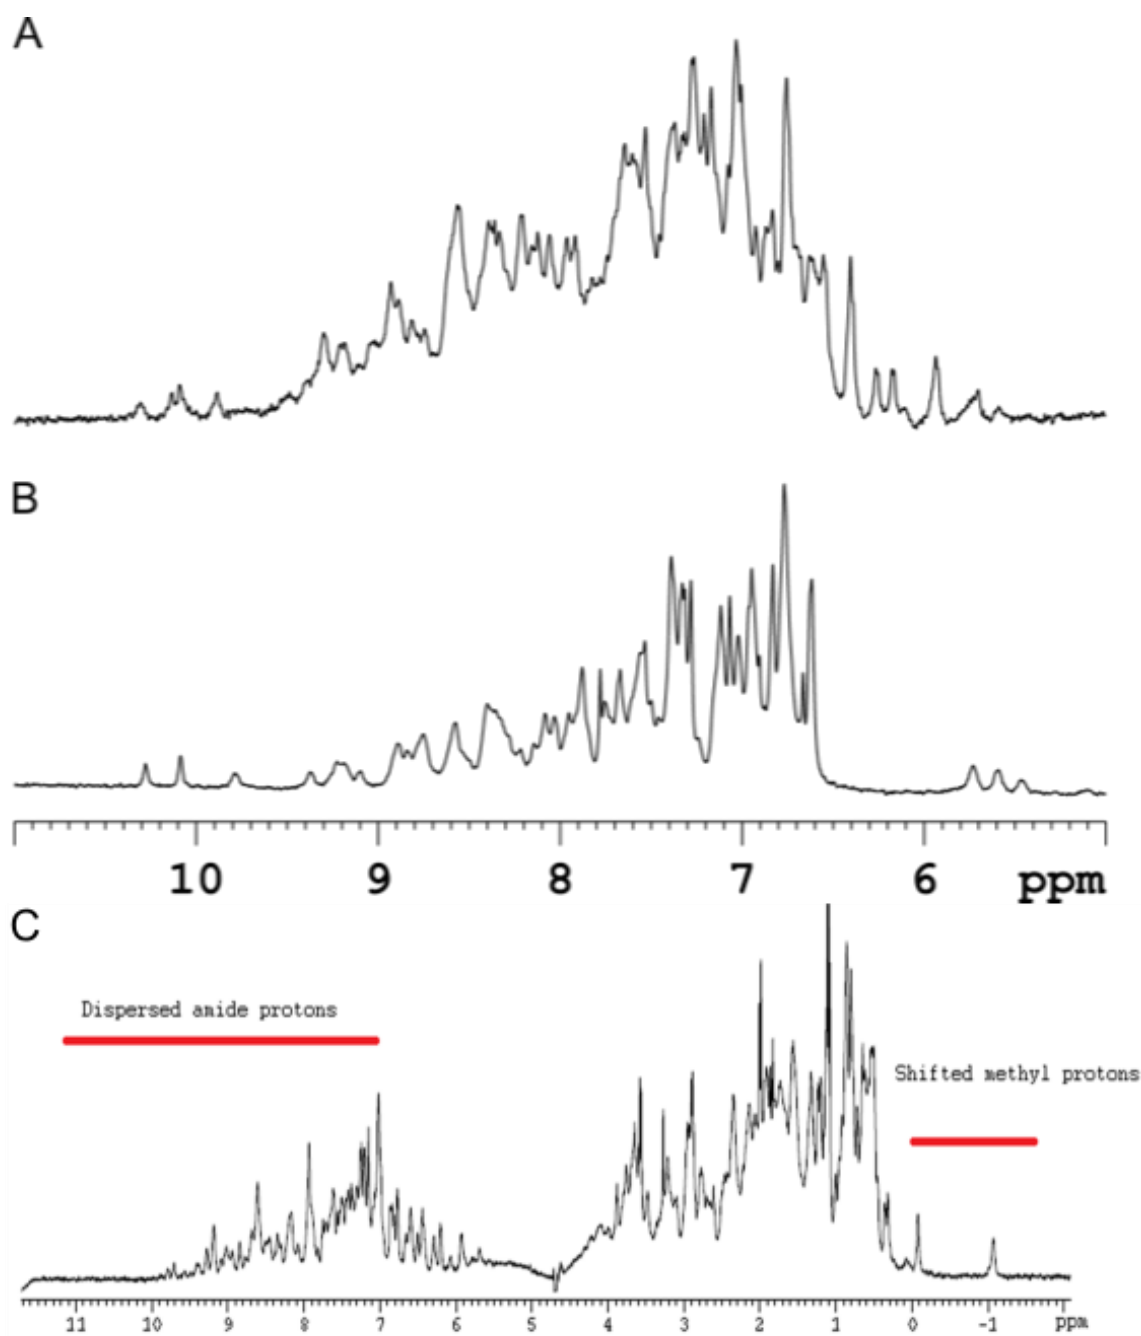 A
B
10 9 8 7 6 ppm
C
Dispersed amide protons
Shifted methyl protons
11 10 9 8 7 6 5 4 3 2 1 0 -1 ppm